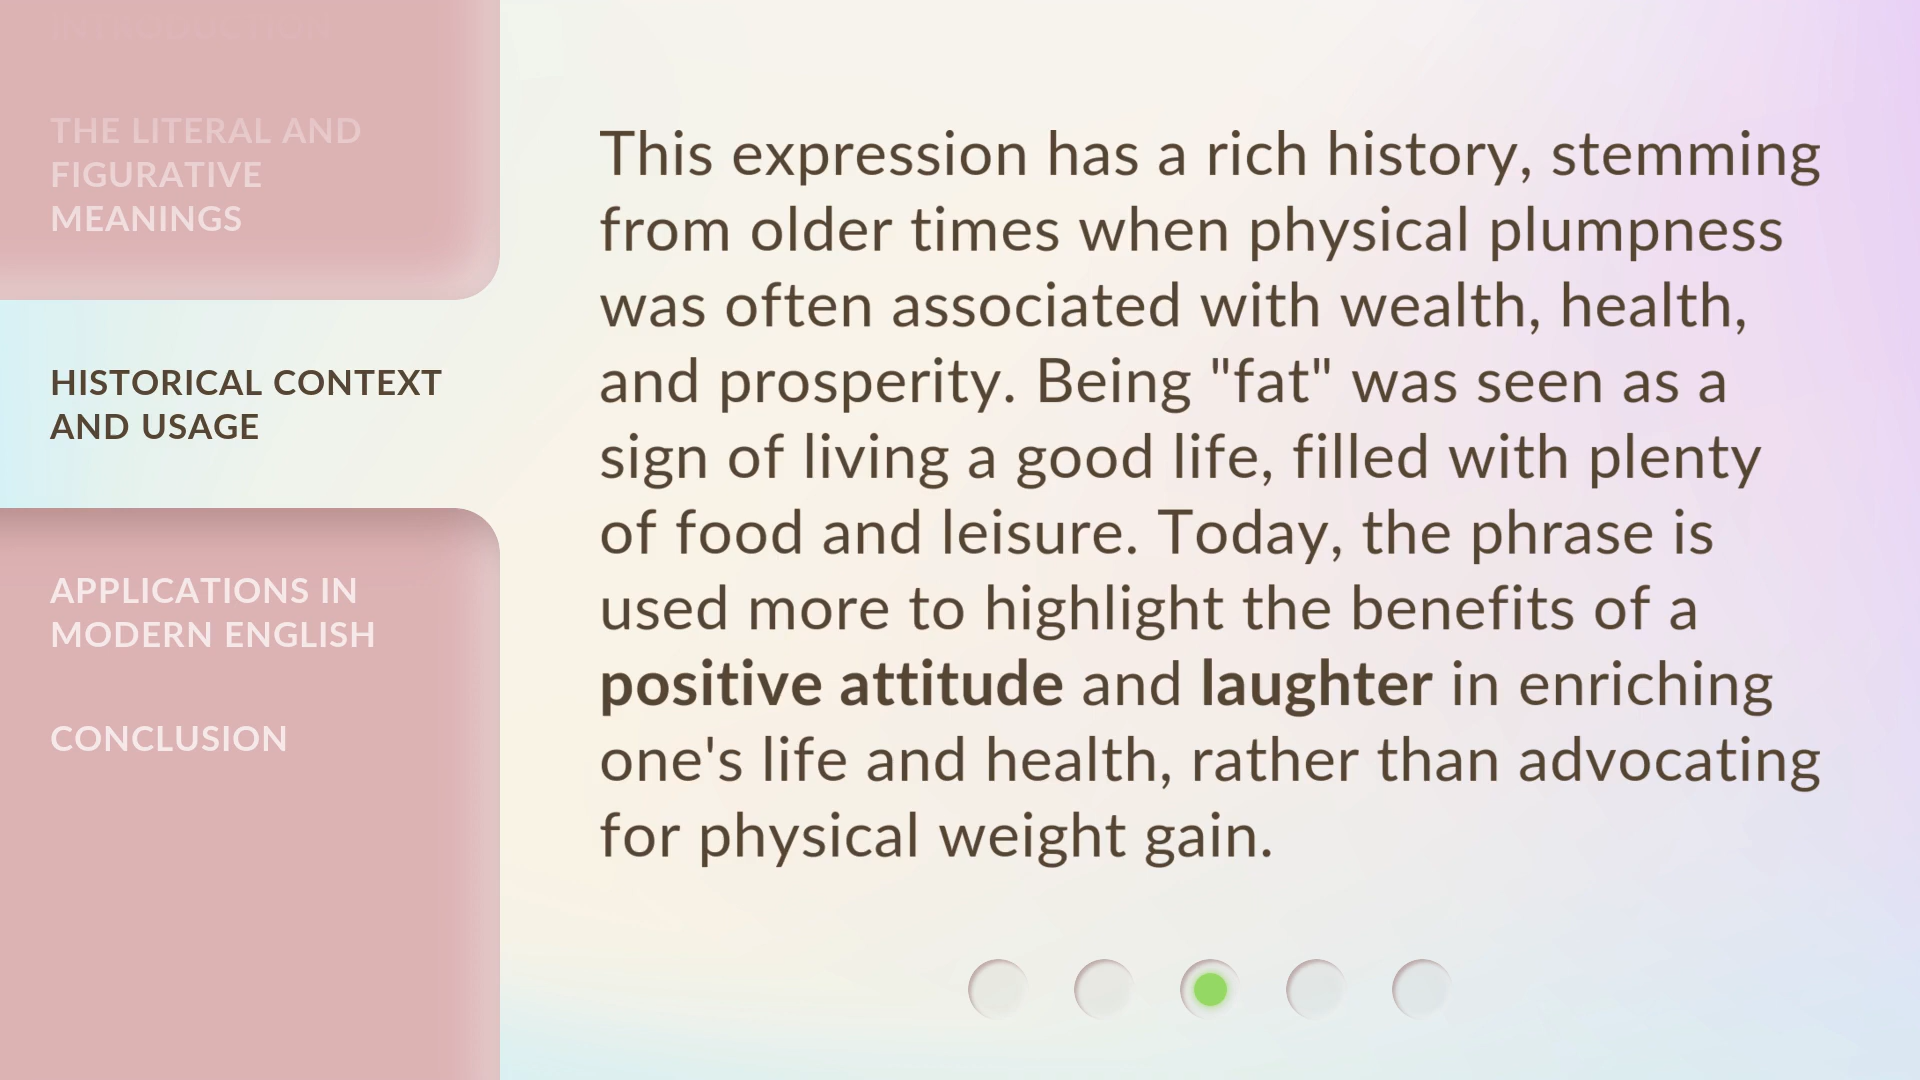 INTRODUCTION
THE LITERAL AND
FIGURATIVE
MEANINGS
HISTORICAL CONTEXT
AND USAGE
APPLICATIONS IN
MODERN ENGLISH
CONCLUSION
This expression has a rich history, stemming
from older times when physical plumpness
was often associated with wealth, health,
and prosperity. Being "fat" was seen as a
sign of living a good life, filled with plenty
of food and leisure. Today, the phrase is
used more to highlight the benefits of a
positive attitude and laughter in enriching
one's life and health, rather than advocating
for physical weight gain.